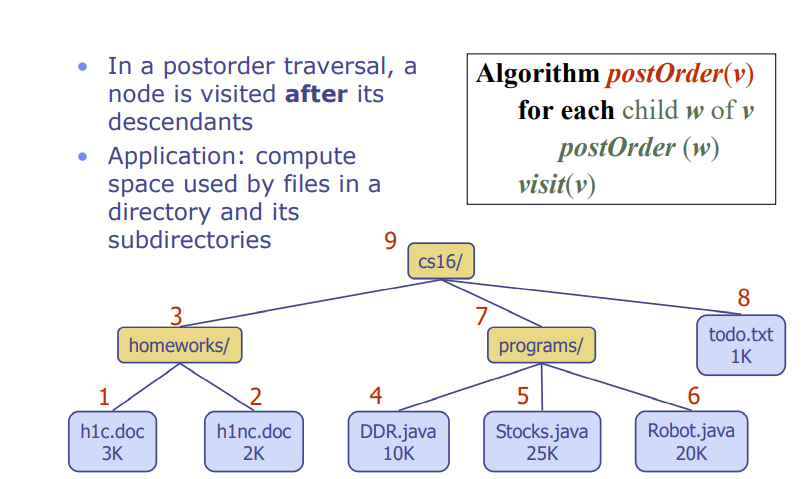 • In a postorder traversal, a
node is visited after its
descendants
• Application: compute
space used by files in a
directory and its
subdirectories
Algorithm postOrder(v)
for each child w of v
postOrder (w)
visit(v)
9
cs16/
3
homeworks/
7
programs/
8
todo.txt
1K
1
h1c.doc
3K
2
h1nc.doc
2K
4
DDR.java
10K
5
Stocks.java
25K
6
Robot.java
20K